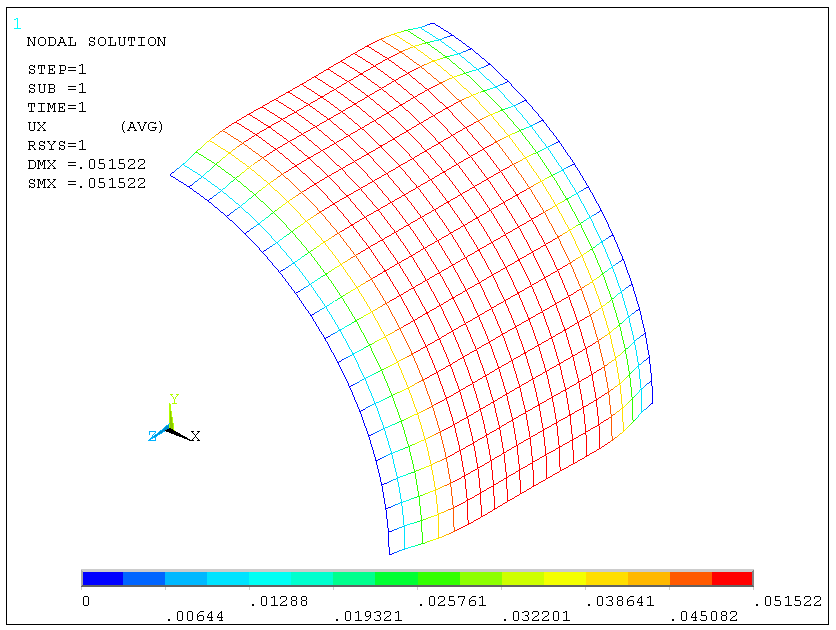 1
NODAL SOLUTION
STEP=1
SUB =1
TIME=1
UX (AVG)
RSYS=1
DMX =.051522
SMX =.051522
Y
Z X
0 .01288 .025761 .038641 .051522
.00644 .019321 .032201 .045082